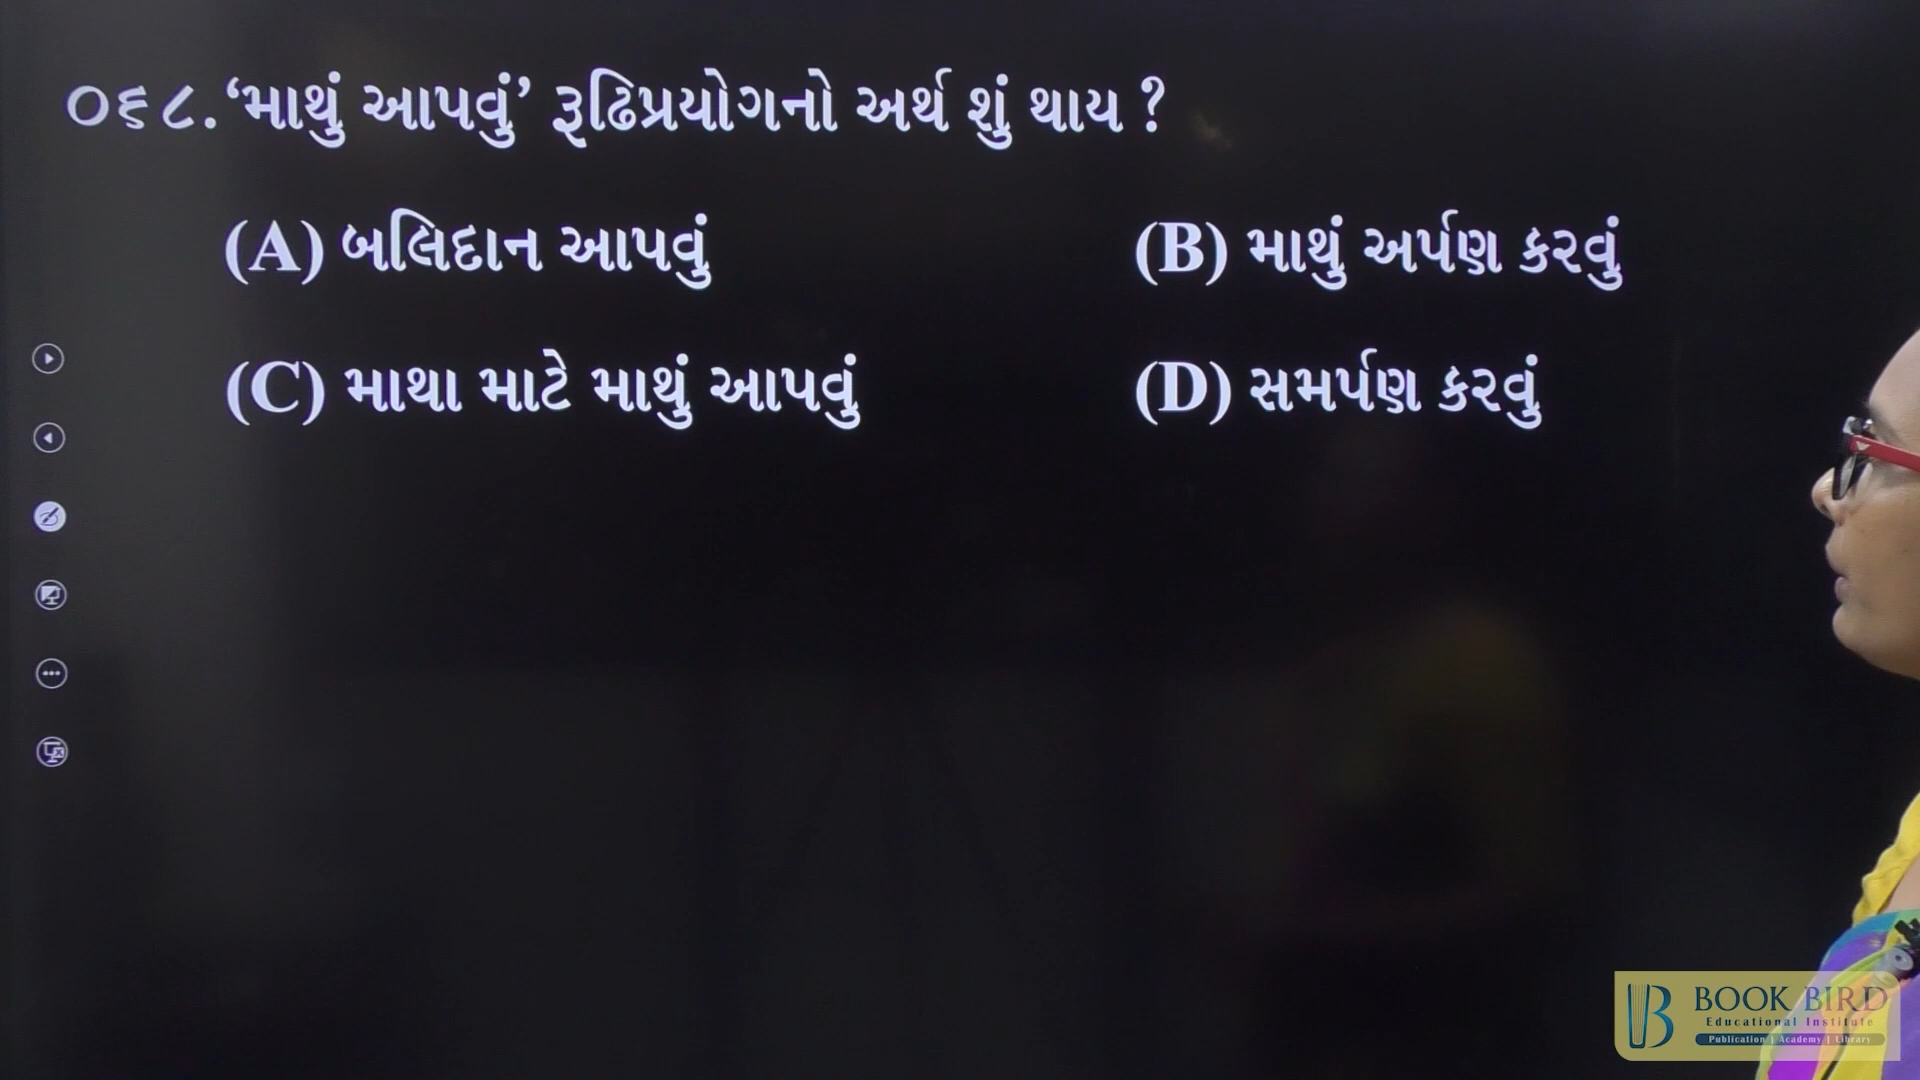 ૦૬૮. ‘માથું આપવું’ રૂઢિપ્રયોગનો અર્થ શું થાય ?
(A) બલિદાન આપવું
(B) માથું અર્પણ કરવું
(C) માથા માટે માથું આપવું
(D) સમર્પણ કરવું
BOOK BIRD
Educational Institute
Publication | Academy | Library